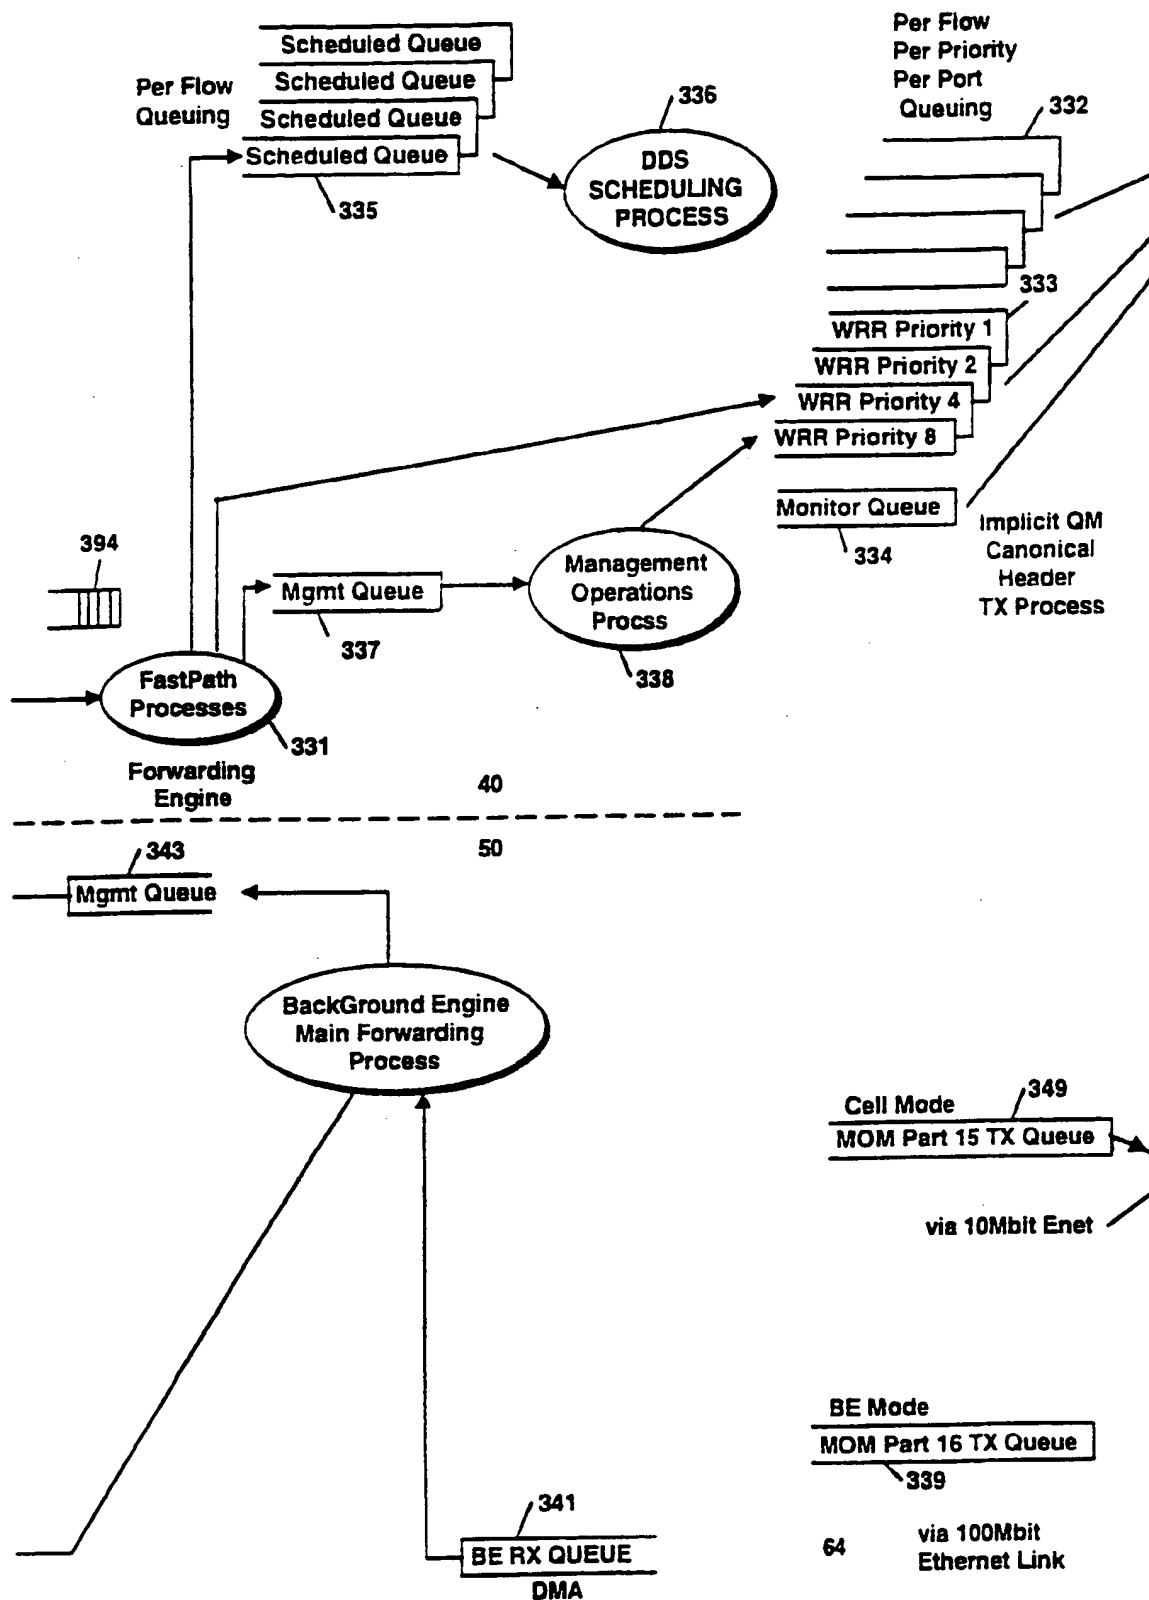 Per Flow
Queuing
Scheduled Queue
Scheduled Queue
Scheduled Queue
Scheduled Queue
335
336
DDS
SCHEDULING
PROCESS
Per Flow
Per Priority
Per Port
Queuing
332
333
WRR Priority 1
WRR Priority 2
WRR Priority 4
WRR Priority 8
Monitor Queue
334
Implicit QM
Canonical
Header
TX Process
394
Mgmt Queue
337
Management
Operations
Procss
338
FastPath
Processes
331
Forwarding
Engine
40
50
343
Mgmt Queue
BackGround Engine
Main Forwarding
Process
349
Cell Mode
MOM Part 15 TX Queue
via 10Mbit Enet
BE Mode
MOM Part 16 TX Queue
339
341
BE RX QUEUE
DMA
64
via 100Mbit
Ethernet Link